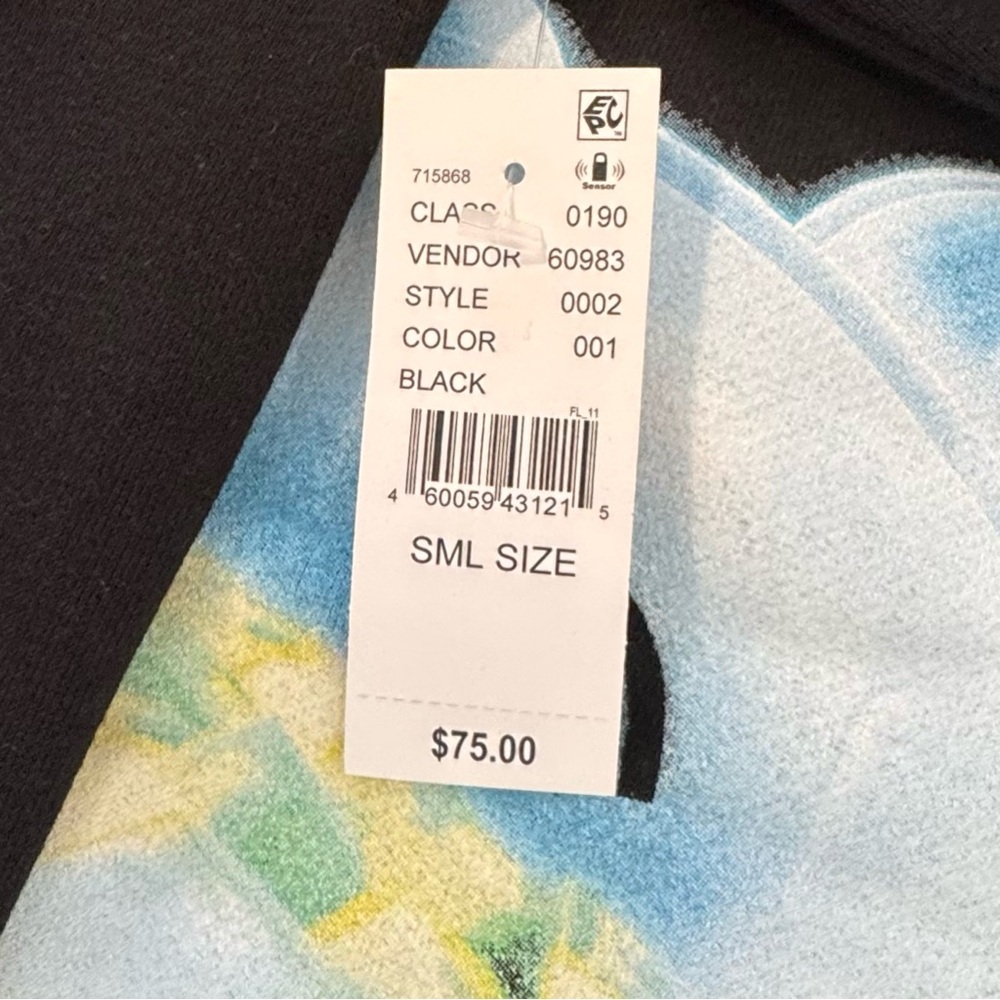 EPC
TM
Sensor
715868
CLASS 0190
VENDOR 60983
STYLE 0002
COLOR 001
BLACK
FL_11
4 60059 43121 5
SML SIZE
$75.00